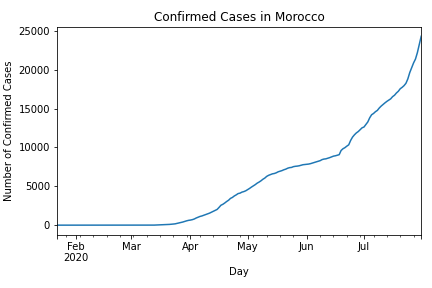 Confirmed Cases in Morocco
Number of Confirmed Cases
25000
20000
15000
10000
5000
0
Feb Mar Apr May Jun Jul
2020
Day